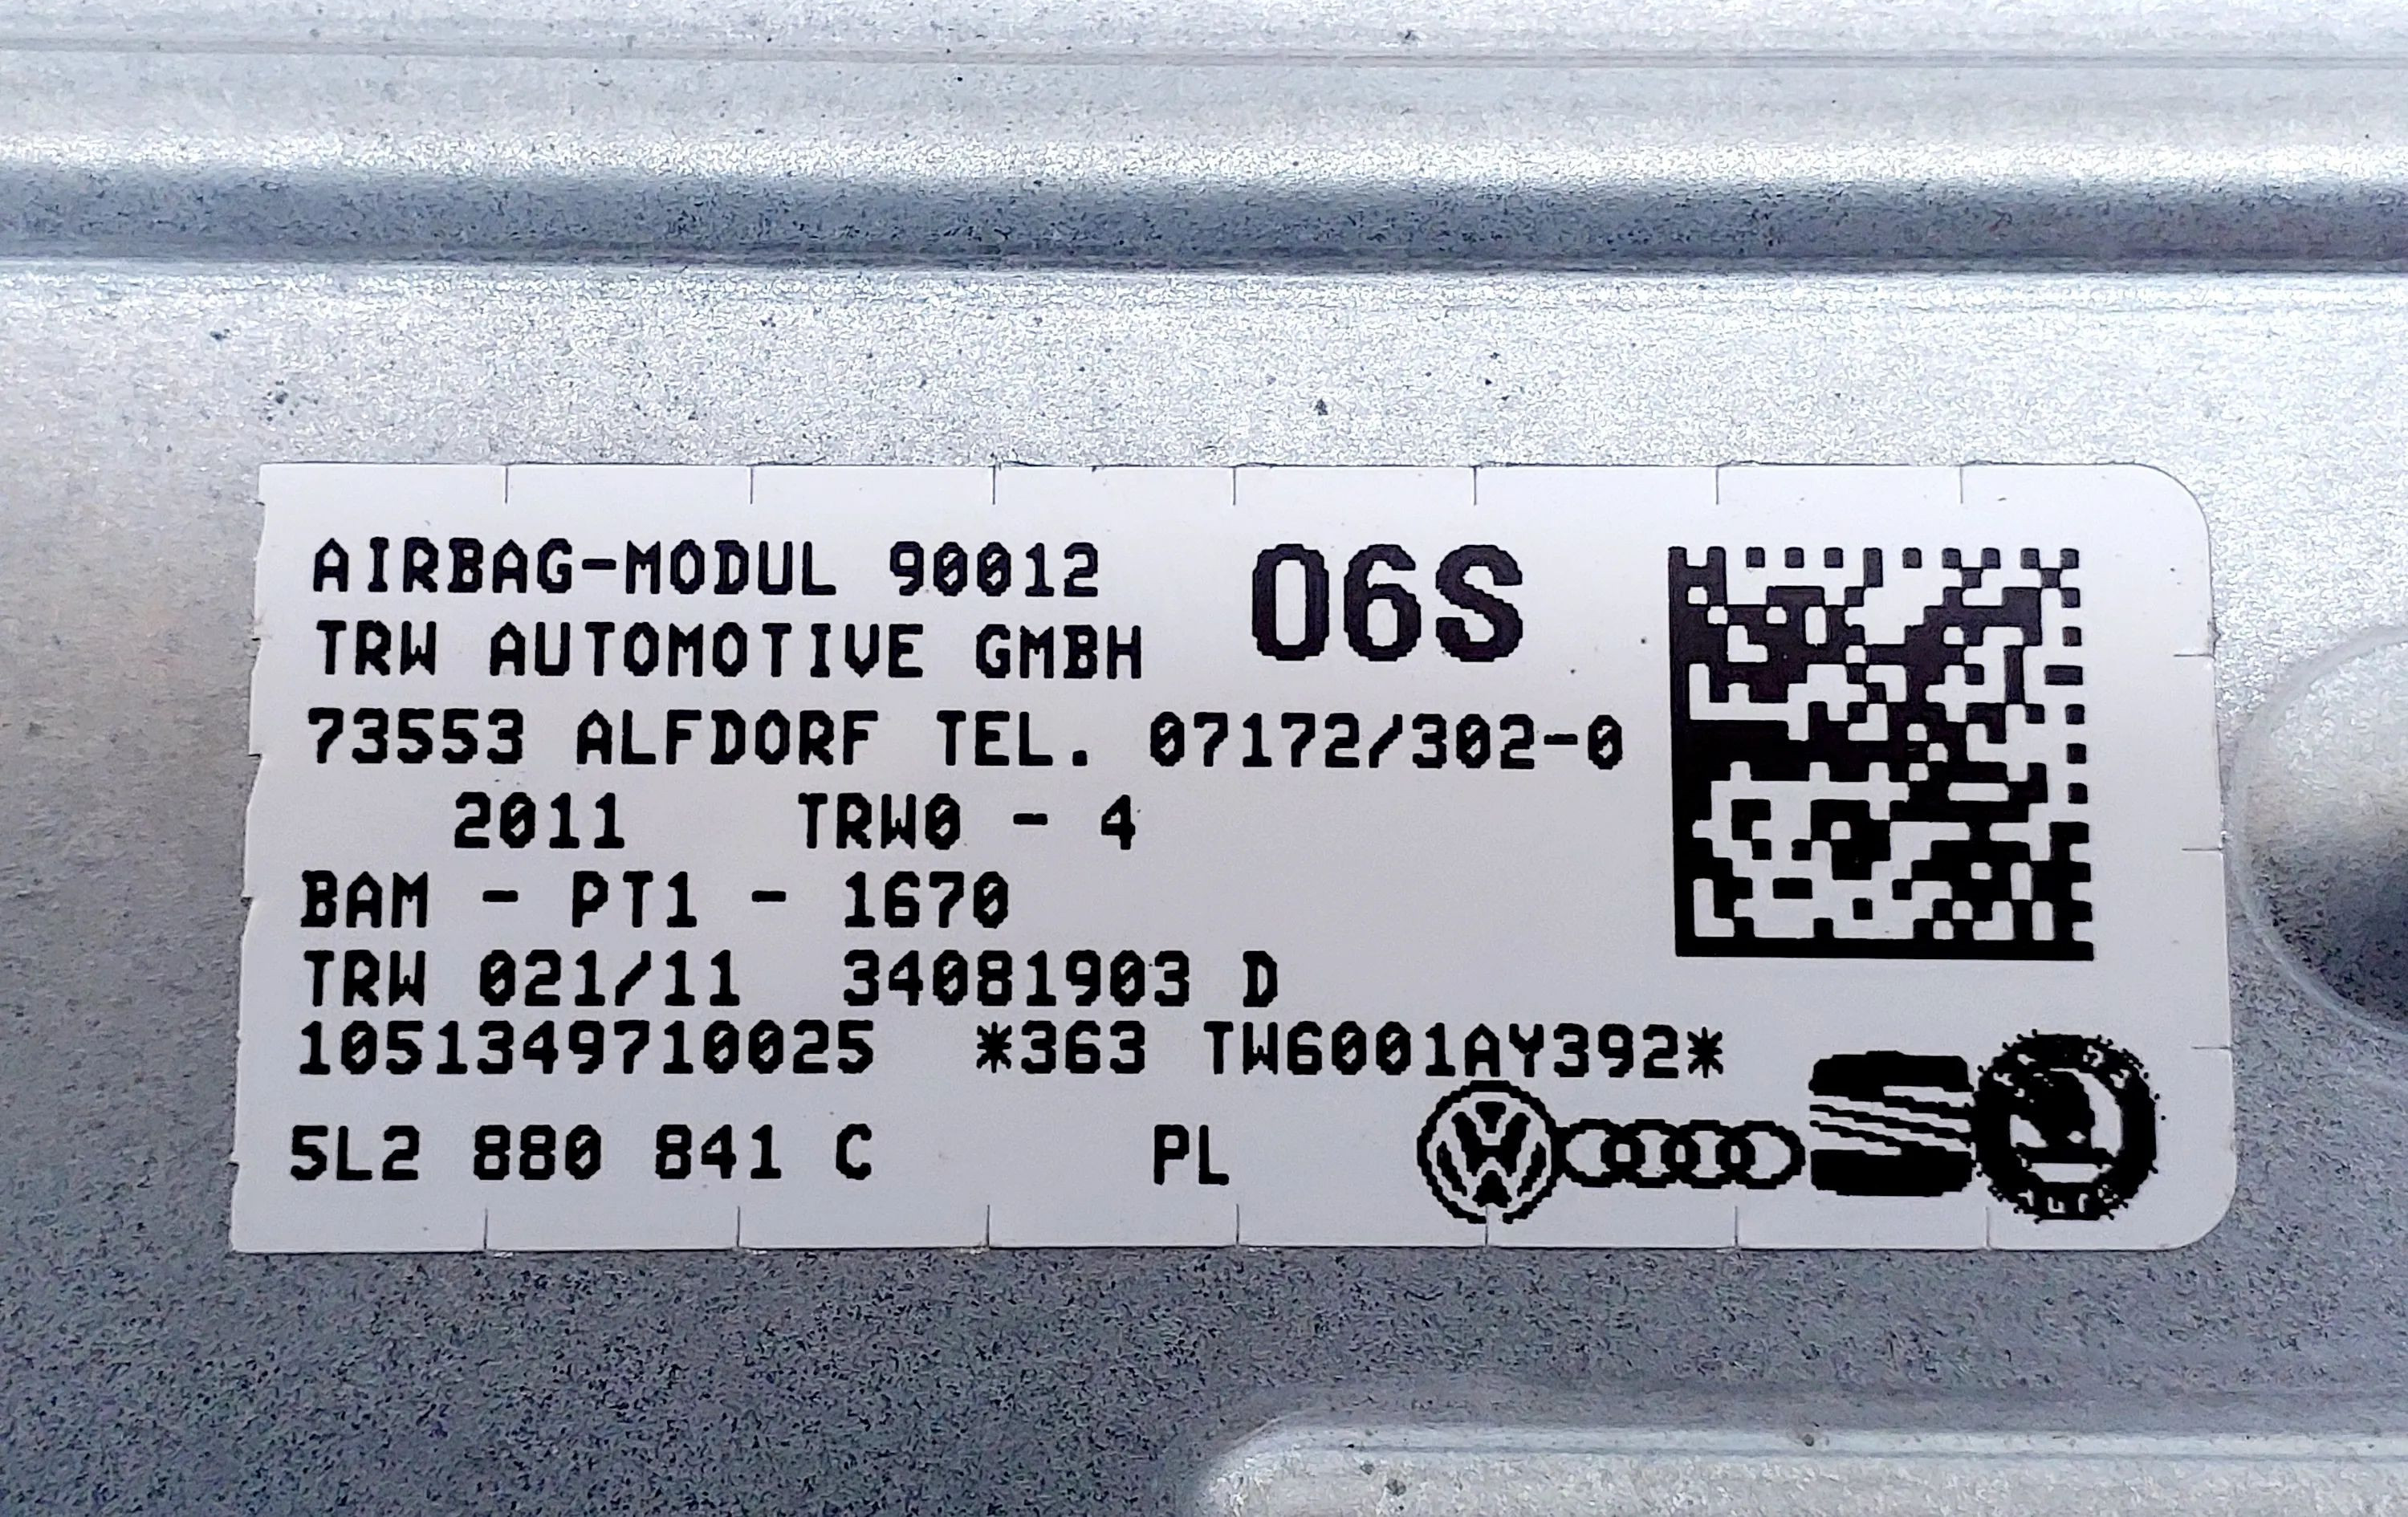 AIRBAG-MODUL 90012
06S
TRW AUTOMOTIVE GMBH
73553 ALFDORF TEL. 07172/302-0
2011 TRW0 - 4
BAM - PT1 - 1670
TRW 021/11 34081903 D
1051349710025 *363 TW6001AY392*
5L2 880 841 C PL